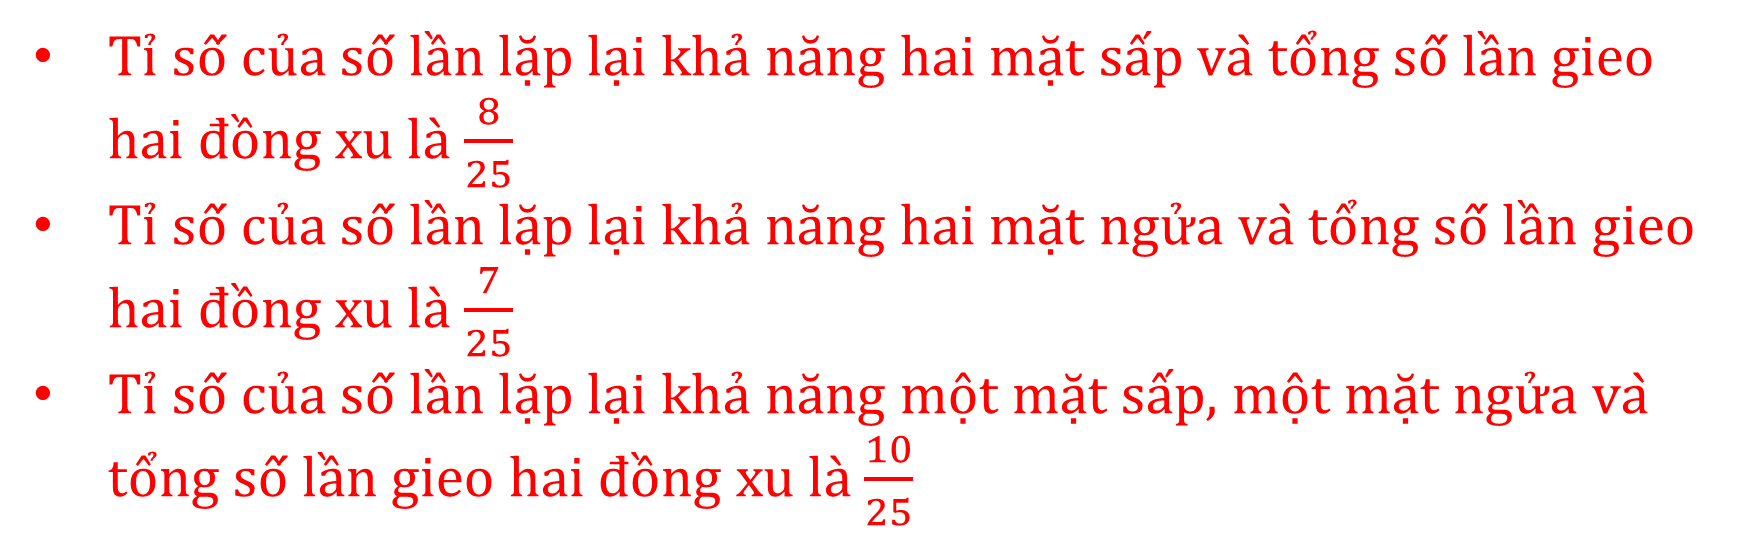 • Tỉ số của số lần lặp lại khả năng hai mặt sấp và tổng số lần gieo
hai đồng xu là 8/25
• Tỉ số của số lần lặp lại khả năng hai mặt ngửa và tổng số lần gieo
hai đồng xu là 7/25
• Tỉ số của số lần lặp lại khả năng một mặt sấp, một mặt ngửa và
tổng số lần gieo hai đồng xu là 10/25